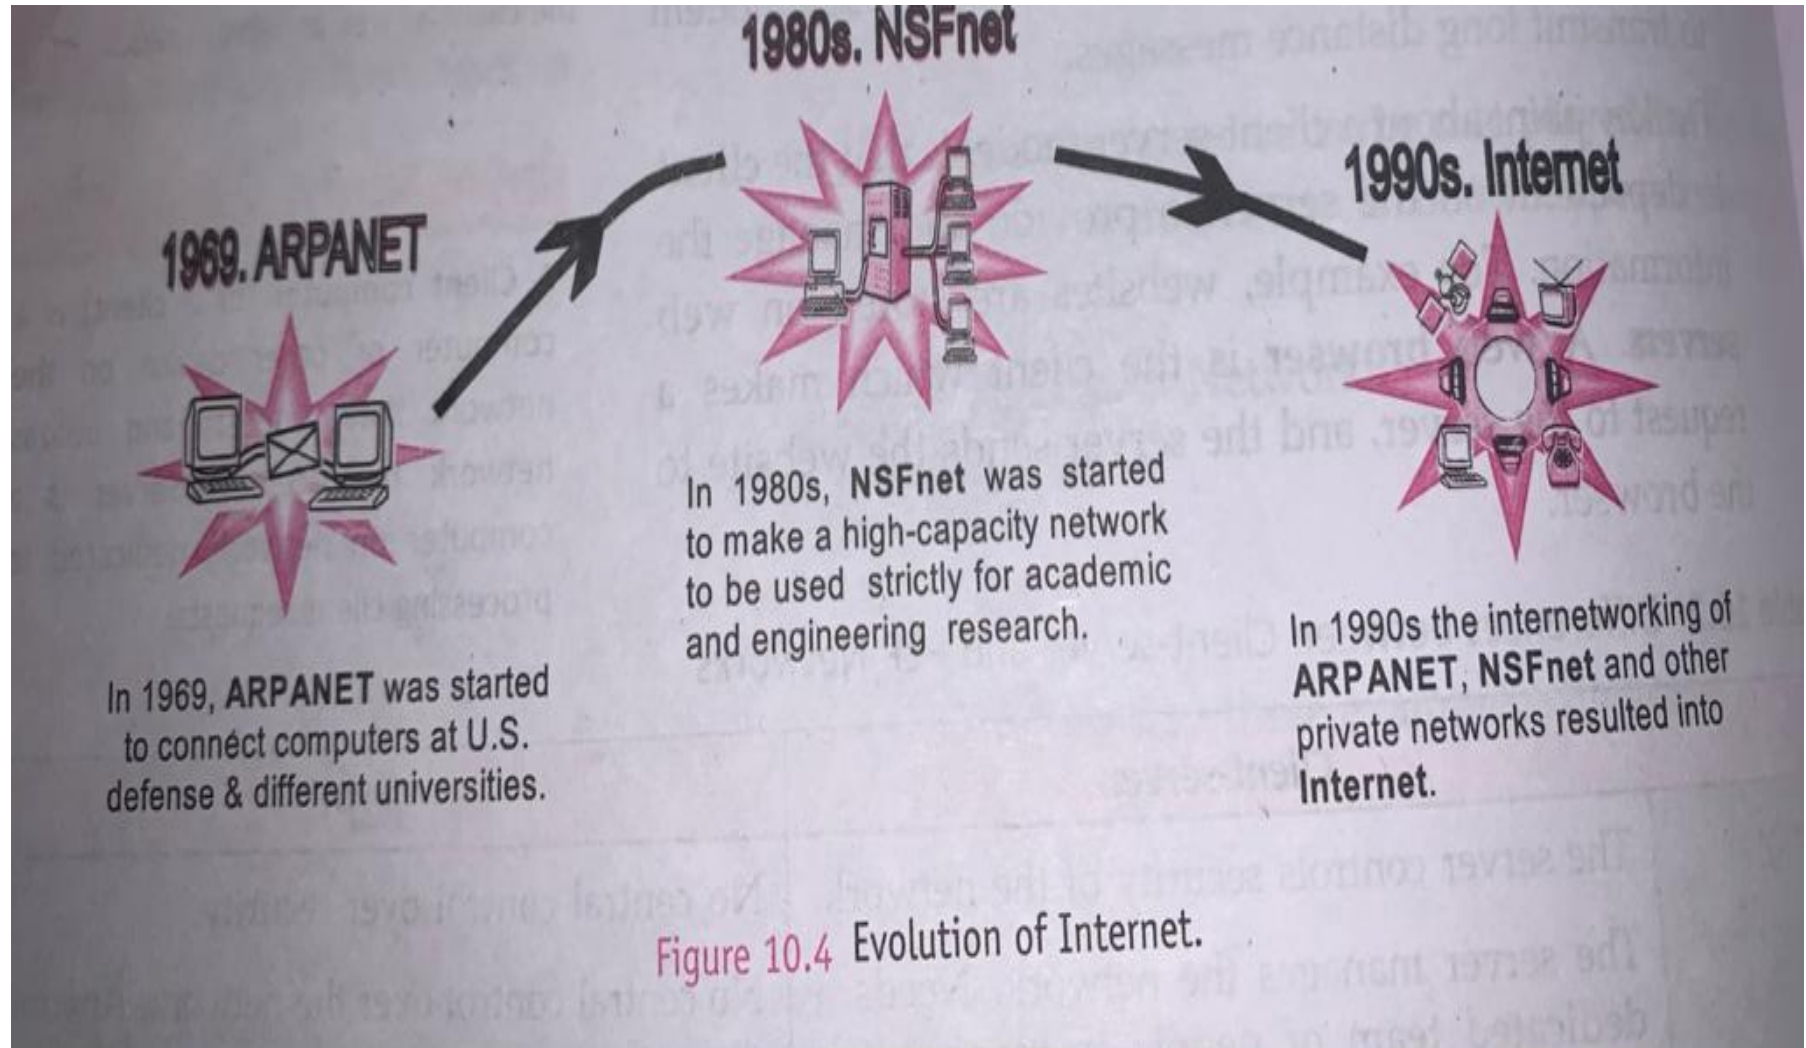 1980s. NSFnet
1990s. Internet
1969. ARPANET
In 1969, ARPANET was started
to connect computers at U.S.
defense & different universities.
In 1980s, NSFnet was started
to make a high-capacity network
to be used strictly for academic
and engineering research.
In 1990s the internetworking of
ARPANET, NSFnet and other
private networks resulted into
Internet.
Figure 10.4 Evolution of Internet.